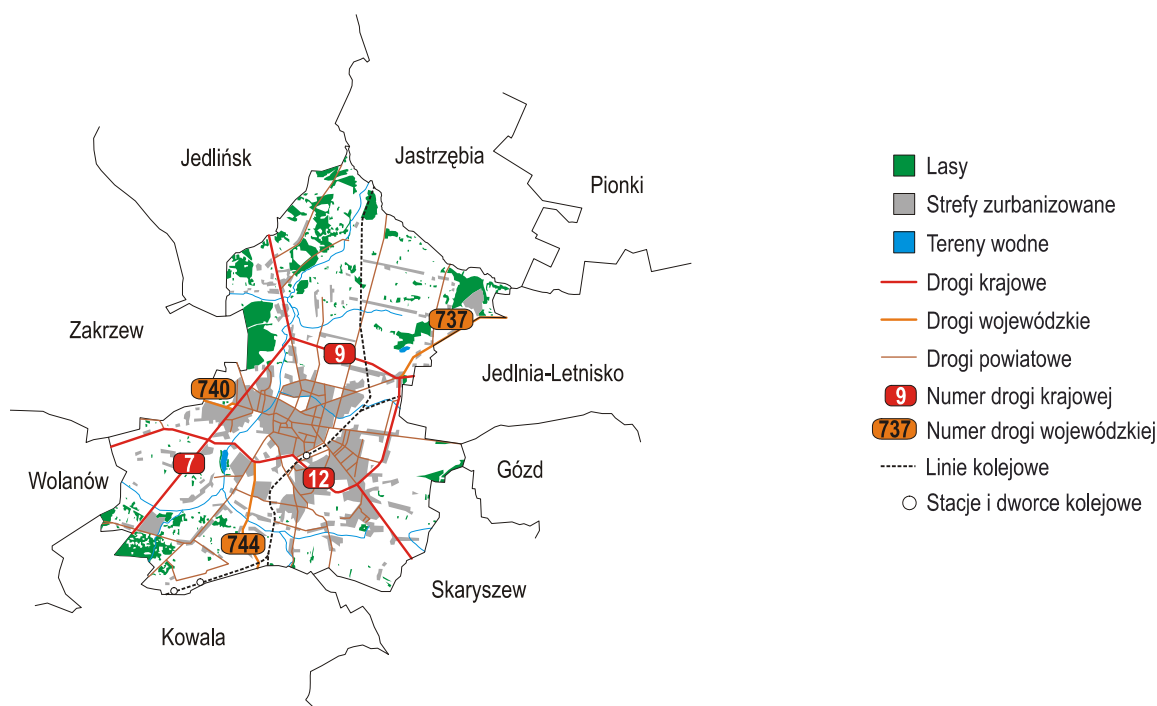 Jedlińsk
Jastrzębia
Pionki
Zakrzew
737
9
Jedlnia-Letnisko
740
7
12
Wolanów
Gózd
744
Skaryszew
Kowala
Lasy
Strefy zurbanizowane
Tereny wodne
Drogi krajowe
Drogi wojewódzkie
Drogi powiatowe
9 Numer drogi krajowej
737 Numer drogi wojewódzkiej
Linie kolejowe
Stacje i dworce kolejowe